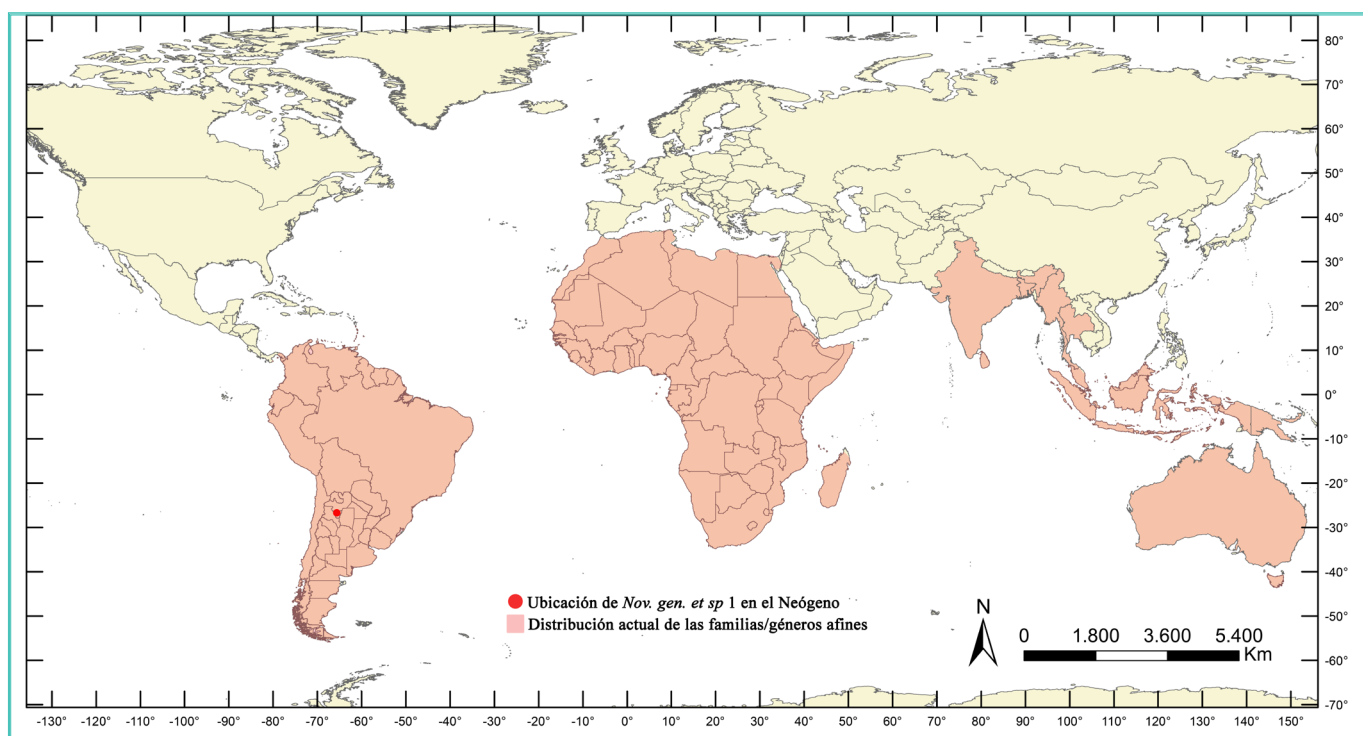 80°
70°
60°
50°
40°
30°
20°
10°
0°
-10°
-20°
-30°
-40°
-50°
-60°
-70°
Ubicación de Nov. gen. et sp 1 en el Neógeno
Distribución actual de las familias/géneros afines
N
0 1.800 3.600 5.400
Km
-130° -120° -110° -100° -90° -80° -70° -60° -50° -40° -30° -20° -10° 0° 10° 20° 30° 40° 50° 60° 70° 80° 90° 100° 110° 120° 130° 140° 150°